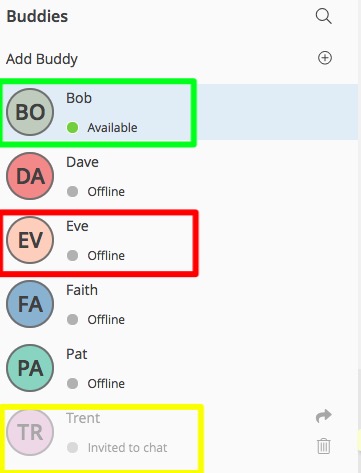 Buddies
Add Buddy
BO
Bob
Available
DA
Dave
Offline
EV
Eve
Offline
FA
Faith
Offline
PA
Pat
Offline
TR
Trent
Invited to chat